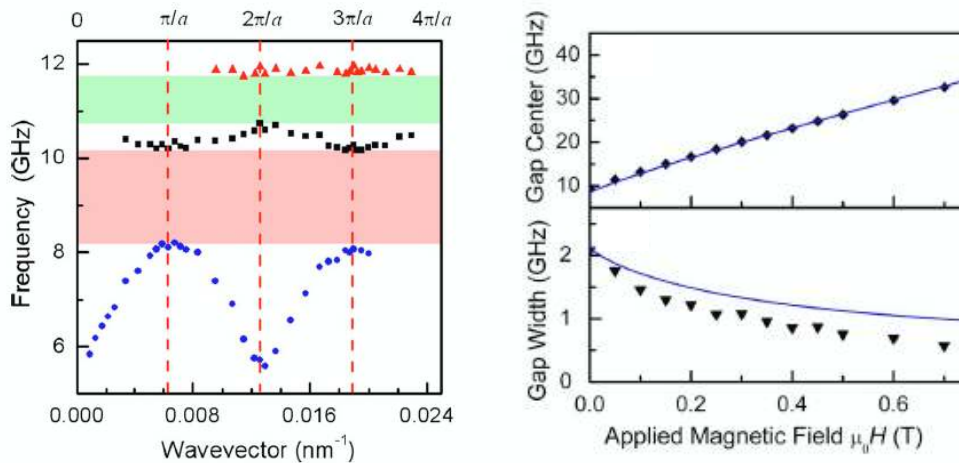 0 π/a 2π/a 3π/a 4π/a
12
10
8
6
Frequency (GHz)
0.000 0.008 0.016 0.024
Wavevector (nm⁻¹)
40
30
20
10
Gap Center (GHz)
2
1
0
Gap Width (GHz)
0.0 0.2 0.4 0.6
Applied Magnetic Field μ₀H (T)